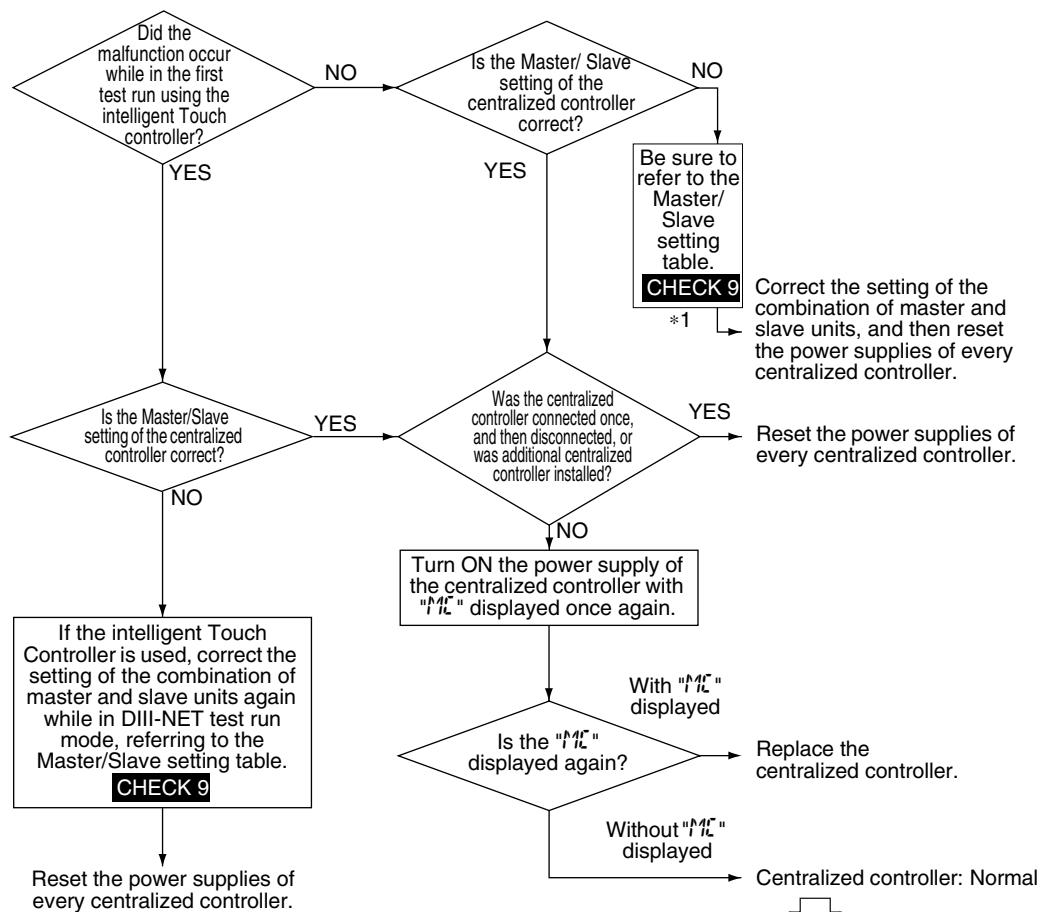 Did the
malfunction occur
while in the first
test run using the
intelligent Touch
controller?
NO
Is the Master/ Slave
setting of the
centralized controller
correct?
NO
YES
YES
Be sure to
refer to the
Master/
Slave
setting
table.
CHECK 9
*1
Correct the setting of the
combination of master and
slave units, and then reset
the power supplies of every
centralized controller.
Is the Master/Slave
setting of the centralized
controller correct?
YES
Was the centralized
controller connected once,
and then disconnected, or
was additional centralized
controller installed?
YES
Reset the power supplies of
every centralized controller.
NO
NO
Turn ON the power supply of
the centralized controller with
"MC" displayed once again.
If the intelligent Touch
Controller is used, correct the
setting of the combination of
master and slave units again
while in DIII-NET test run
mode, referring to the
Master/Slave setting table.
CHECK 9
With "MC"
displayed
Is the "MC"
displayed again?
Replace the
centralized controller.
Without "MC"
displayed
Centralized controller: Normal
Reset the power supplies of
every centralized controller.